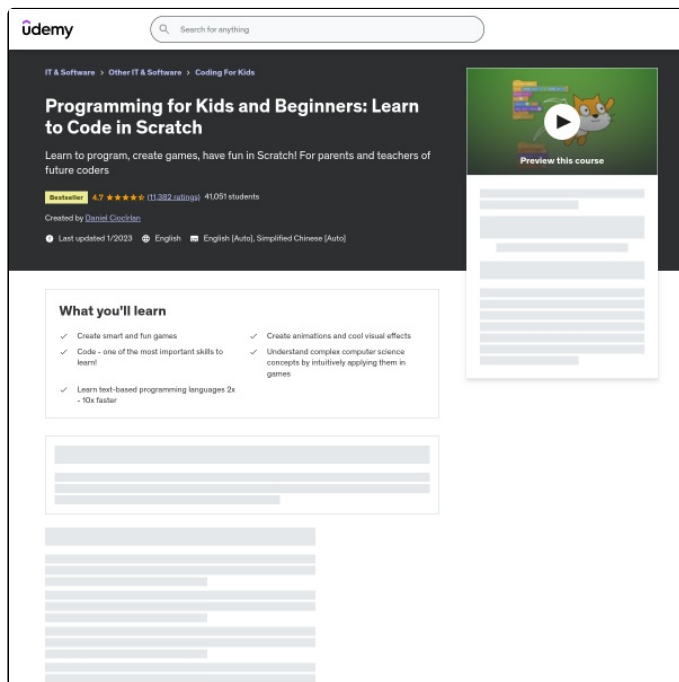 ûdemy
Search for anything
IT & Software > Other IT & Software > Coding For Kids
Programming for Kids and Beginners: Learn
to Code in Scratch
Learn to program, create games, have fun in Scratch! For parents and teachers of
future coders
Bestseller 4.7 (11,382 ratings) 41,051 students
Created by Daniel Ciocîrlan
Last updated 1/2023 English English [Auto], Simplified Chinese [Auto]
Preview this course
What you'll learn
Create smart and fun games
Code - one of the most important skills to
learn!
Learn text-based programming languages 2x
- 10x faster
Create animations and cool visual effects
Understand complex computer science
concepts by intuitively applying them in
games